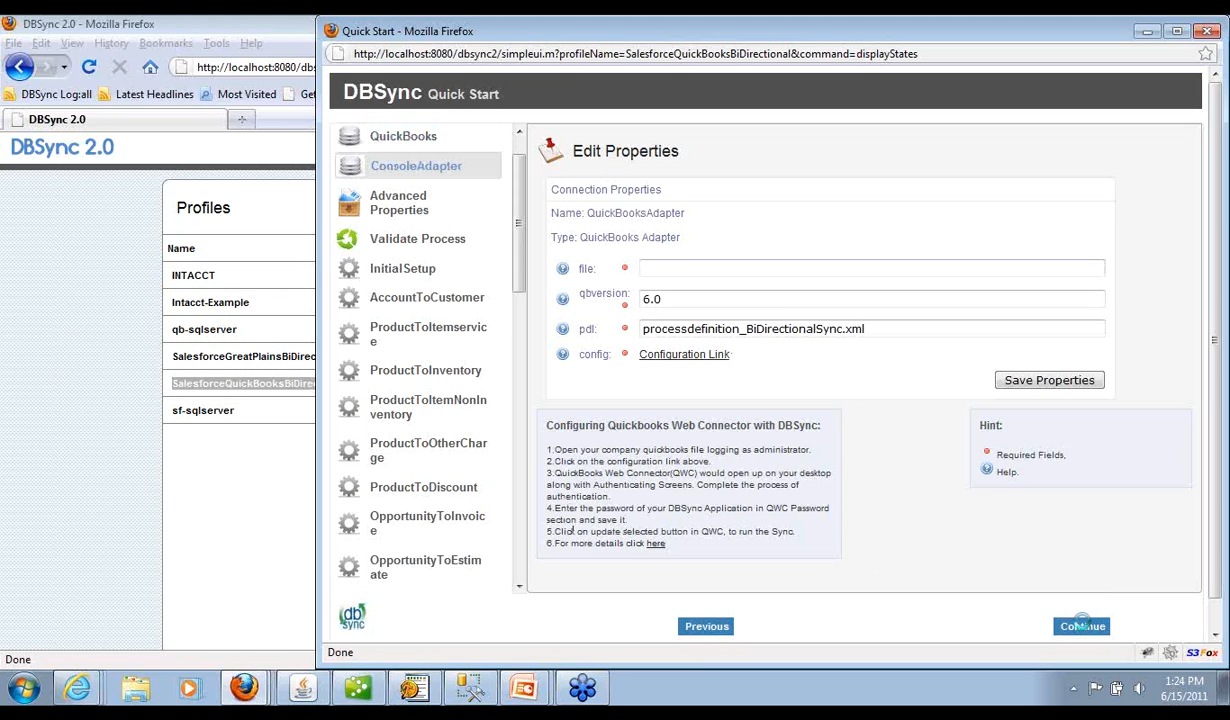 DBSync 2.0 - Mozilla Firefox
File Edit View History Bookmarks Tools Help
http://localhost:8080/dbs
DBSync Log:all Latest Headlines Most Visited Get
DBSync 2.0
DBSync 2.0
Profiles
Name
INTACCT
Intacct-Example
qb-sqlserver
SalesforceGreatPlainsBiDirec
SalesforceQuickBooksBiDirec
sf-sqlserver
Done
Quick Start - Mozilla Firefox
http://localhost:8080/dbsync2/simpleui.m?profileName=SalesforceQuickBooksBiDirectional&command=displayStates
DBSync Quick Start
QuickBooks
ConsoleAdapter
Advanced
Properties
Validate Process
InitialSetup
AccountToCustomer
ProductToItemservic
e
ProductToInventory
ProductToItemNonIn
ventory
ProductToOtherChar
ge
ProductToDiscount
OpportunityToInvoic
e
OpportunityToEstim
ate
db
sync
Edit Properties
Connection Properties
Name: QuickBooksAdapter
Type: QuickBooks Adapter
file:
qbversion: 6.0
pdl: processdefinition_BiDirectionalSync.xml
config: Configuration Link
Save Properties
Configuring Quickbooks Web Connector with DBSync:
1.Open your company quickbooks file logging as administrator.
2.Click on the configuration link above.
3.QuickBooks Web Connector(QWC) would open up on your desktop
along with Authenticating Screens. Complete the process of
authentication.
4.Enter the password of your DBSync Application in QWC Password
section and save it.
5.Click on update selected button in QWC, to run the Sync.
6.For more details click here
Hint:
Required Fields,
Help.
Previous
Continue
Done
S3Fox
1:24 PM
6/15/2011